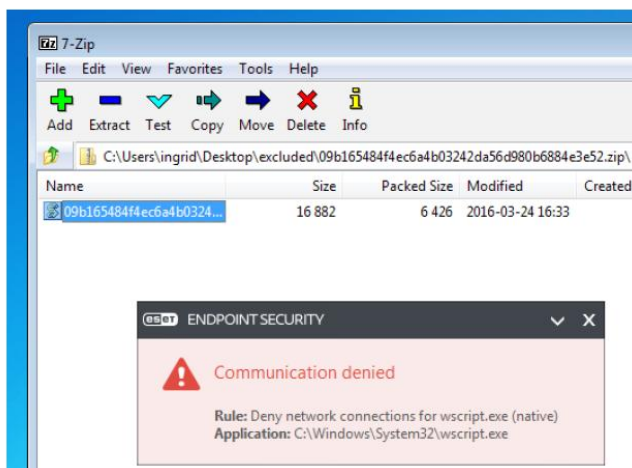 7z 7-Zip
File Edit View Favorites Tools Help
Add Extract Test Copy Move Delete Info
C:\Users\ingrid\Desktop\excluded\09b165484f4ec6a4b03242da56d980b6884e3e52.zip\
Name Size Packed Size Modified Created
09b165484f4ec6a4b0324... 16 882 6 426 2016-03-24 16:33
eset ENDPOINT SECURITY
Communication denied
Rule: Deny network connections for wscript.exe (native)
Application: C:\Windows\System32\wscript.exe